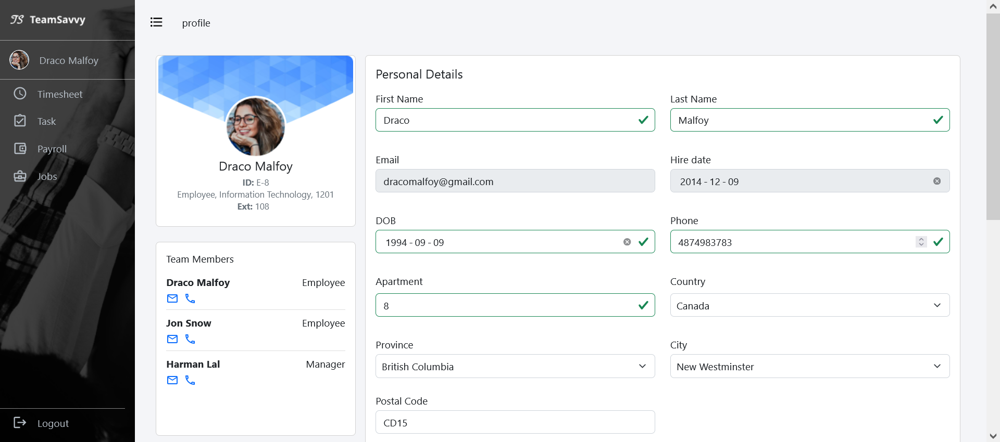 TS TeamSavvy
Draco Malfoy
Timesheet
Task
Payroll
Jobs
Logout
profile
Draco Malfoy
ID: E-8
Employee, Information Technology, 1201
Ext: 108
Team Members
Draco Malfoy Employee
Jon Snow Employee
Harman Lal Manager
Personal Details
First Name Last Name
Draco Malfoy
Email Hire date
dracomalfoy@gmail.com 2014 - 12 - 09
DOB Phone
1994 - 09 - 09 4874983783
Apartment Country
8 Canada
Province City
British Columbia New Westminster
Postal Code
CD15